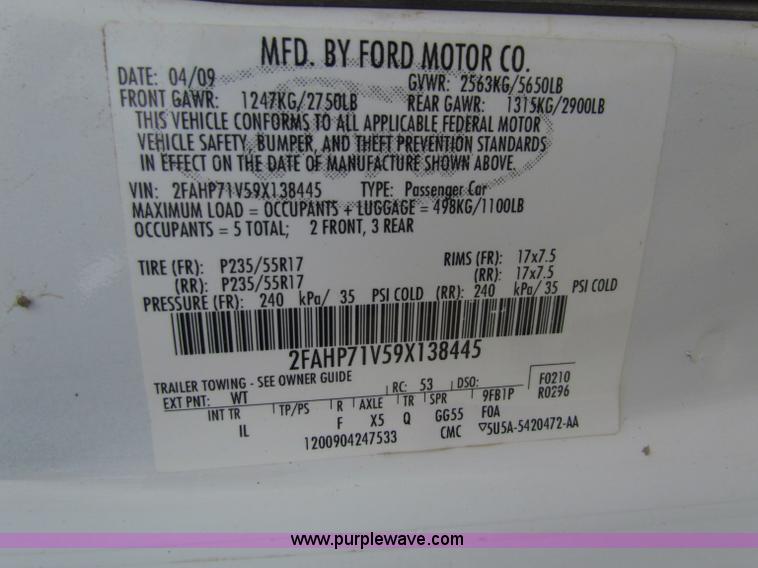 MFD. BY FORD MOTOR CO.
DATE: 04/09 GVWR: 2563KG/5650LB
FRONT GAWR: 1247KG/2750LB REAR GAWR: 1315KG/2900LB
THIS VEHICLE CONFORMS TO ALL APPLICABLE FEDERAL MOTOR
VEHICLE SAFETY, BUMPER, AND THEFT PREVENTION STANDARDS
IN EFFECT ON THE DATE OF MANUFACTURE SHOWN ABOVE.
VIN: 2FAHP71V59X138445 TYPE: Passenger Car
MAXIMUM LOAD = OCCUPANTS + LUGGAGE = 498KG/1100LB
OCCUPANTS = 5 TOTAL; 2 FRONT, 3 REAR
TIRE (FR): P235/55R17 RIMS (FR): 17x7.5
(RR): P235/55R17 (RR): 17x7.5
PRESSURE (FR): 240 kPa/ 35 PSI COLD (RR): 240 kPa/ 35 PSI COLD
2FAHP71V59X138445
TRAILER TOWING - SEE OWNER GUIDE
EXT PNT: WT RC: 53 DSO: 9FB1P F0210
INT TR TP/PS R AXLE TR SPR R0296
IL F X5 Q GG55 FOA
1200904247533 CMC ▽5U5A-5420472-AA
www.purplewave.com